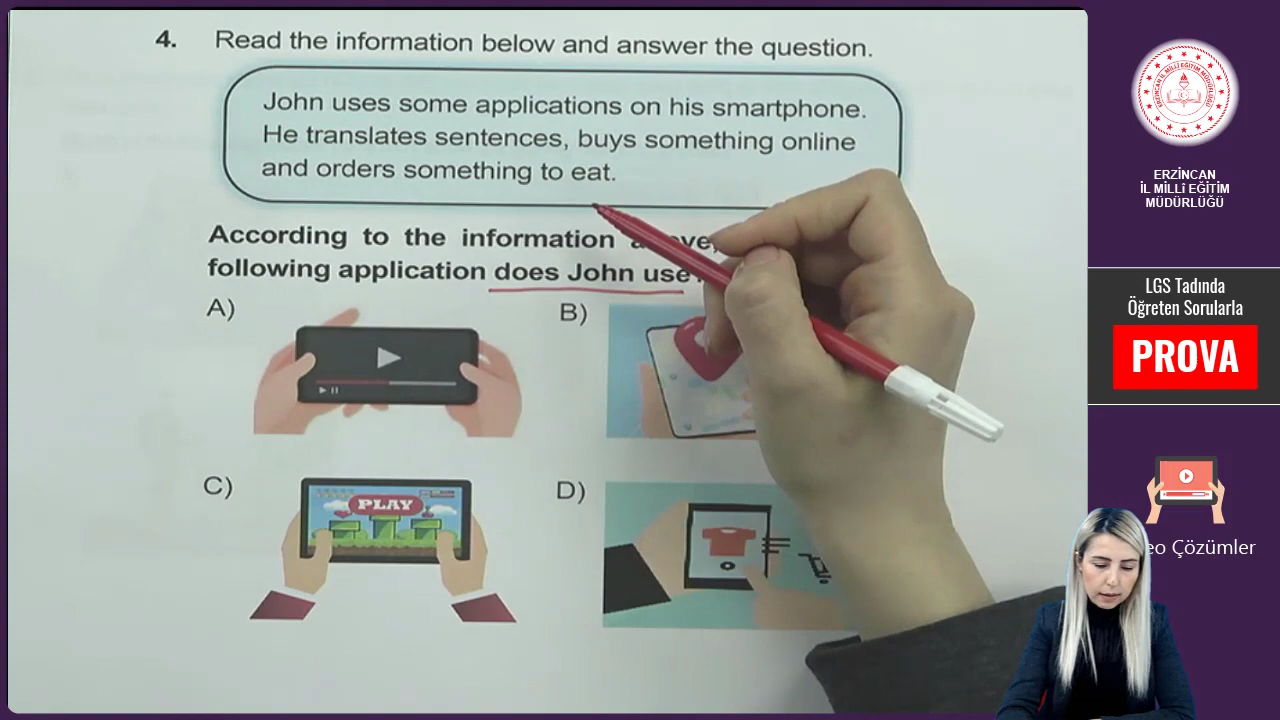 4. Read the information below and answer the question.
John uses some applications on his smartphone.
He translates sentences, buys something online
and orders something to eat.
According to the information
following application does John use
A)
B)
C)
PLAY
D)
ERZİNCAN
İL MİLLÎ EĞİTİM
MÜDÜRLÜĞÜ
LGS Tadında
Öğreten Sorularla
PROVA
Çözümler